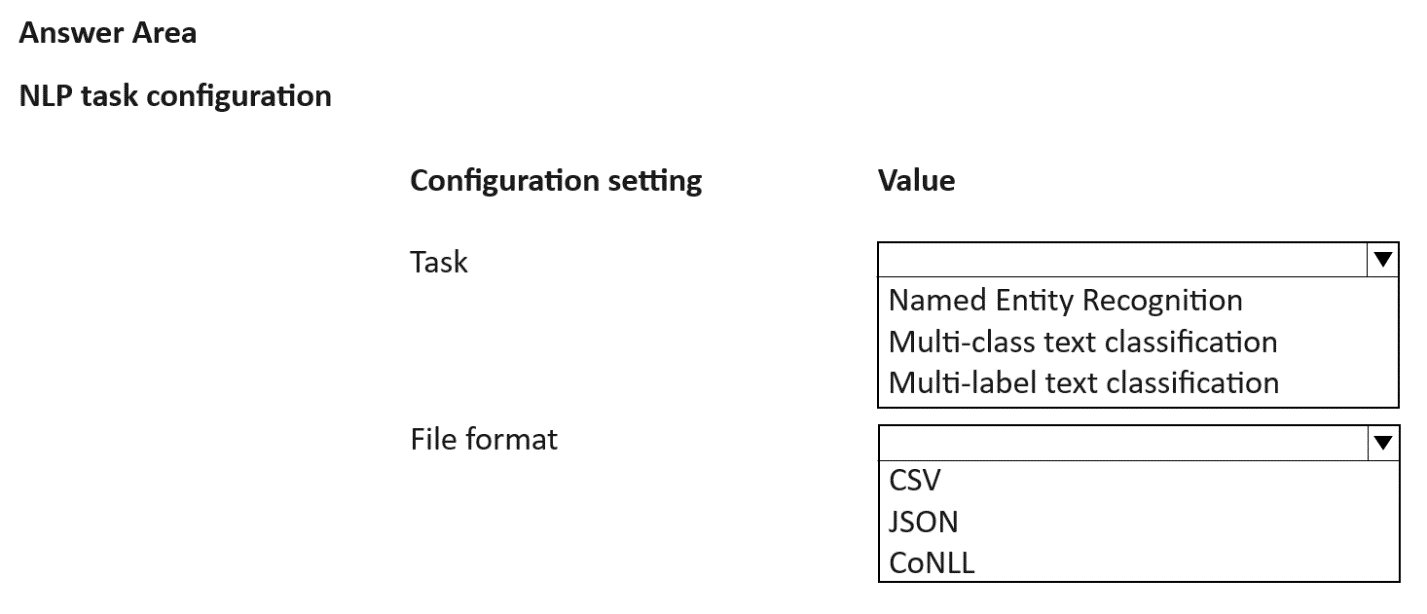 Answer Area
NLP task configuration
Configuration setting Value
Task
Named Entity Recognition
Multi-class text classification
Multi-label text classification
File format
CSV
JSON
CoNLL